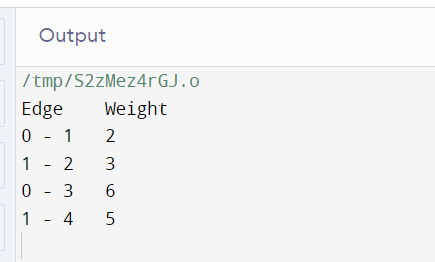 Output
/tmp/S2zMez4rGJ.o
Edge    Weight
0 - 1   2
1 - 2   3
0 - 3   6
1 - 4   5